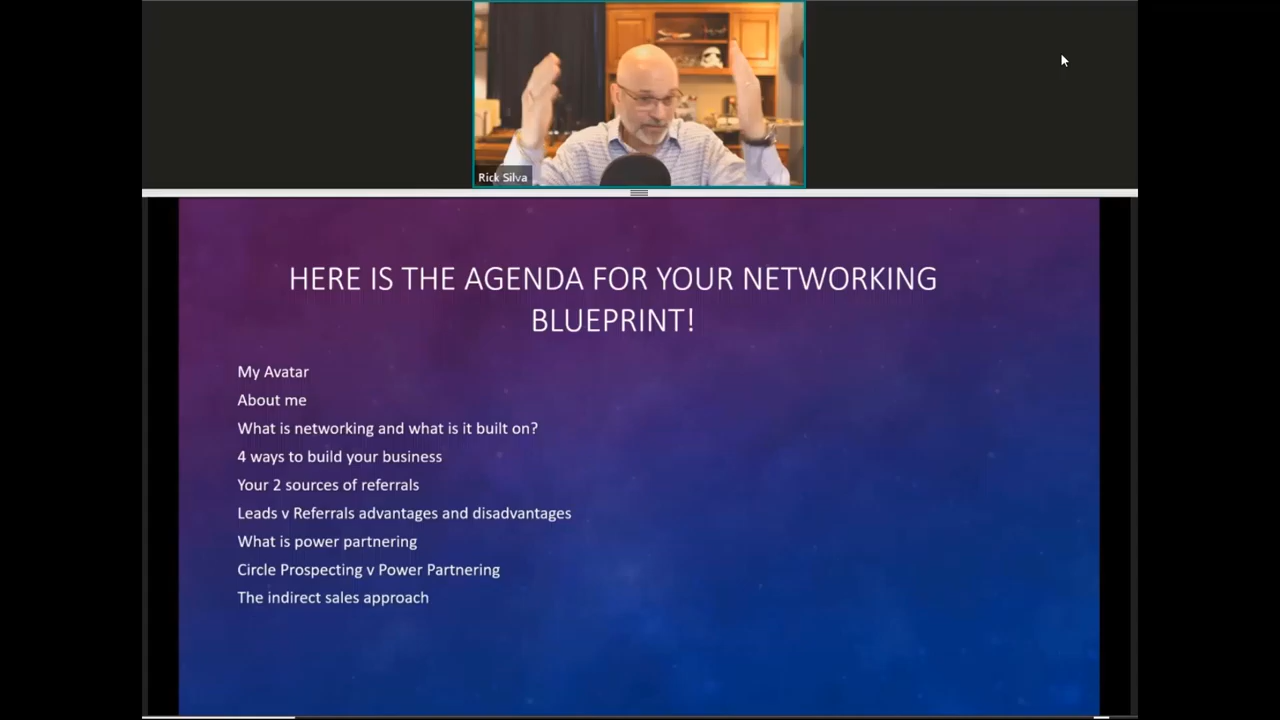 Rick Silva
HERE IS THE AGENDA FOR YOUR NETWORKING
BLUEPRINT!
My Avatar
About me
What is networking and what is it built on?
4 ways to build your business
Your 2 sources of referrals
Leads v Referrals advantages and disadvantages
What is power partnering
Circle Prospecting v Power Partnering
The indirect sales approach